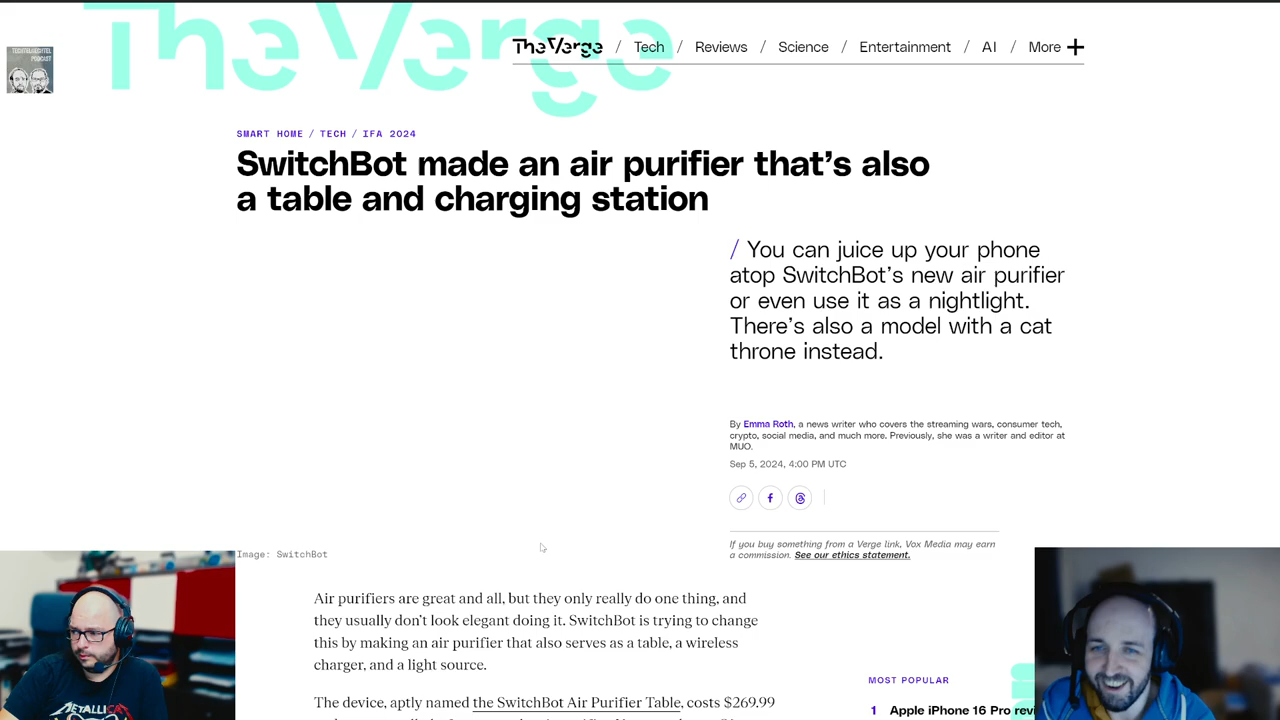 The Verge
TECHTELMECHTEL
PODCAST
The Verge / Tech / Reviews / Science / Entertainment / AI / More +
SMART HOME / TECH / IFA 2024
SwitchBot made an air purifier that’s also
a table and charging station
/ You can juice up your phone
atop SwitchBot’s new air purifier
or even use it as a nightlight.
There’s also a model with a cat
throne instead.
By Emma Roth, a news writer who covers the streaming wars, consumer tech,
crypto, social media, and much more. Previously, she was a writer and editor at
MUO.
Sep 5, 2024, 4:00 PM UTC
If you buy something from a Verge link, Vox Media may earn
a commission. See our ethics statement.
Image: SwitchBot
Air purifiers are great and all, but they only really do one thing, and
they usually don’t look elegant doing it. SwitchBot is trying to change
this by making an air purifier that also serves as a table, a wireless
charger, and a light source.
The device, aptly named the SwitchBot Air Purifier Table, costs $269.99
MOST POPULAR
1 Apple iPhone 16 Pro revi
METALLICA